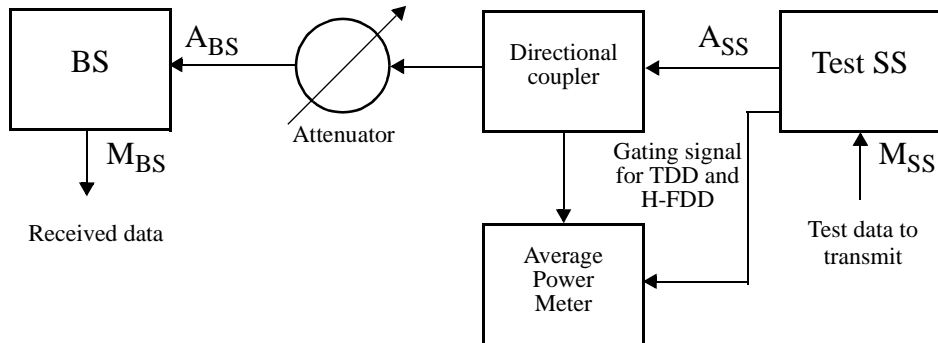 BS
A_BS
Attenuator
Directional
coupler
A_SS
Test SS
M_BS
Received data
Gating signal
for TDD and
H-FDD
M_SS
Test data to
transmit
Average
Power
Meter